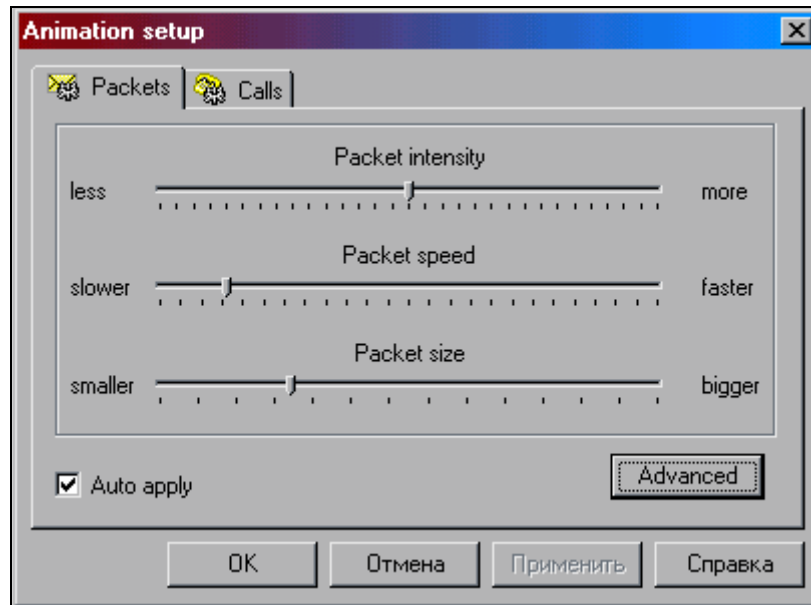 Animation setup
Packets Calls
Packet intensity
less more
Packet speed
slower faster
Packet size
smaller bigger
Auto apply Advanced
OK Отмена Применить Справка